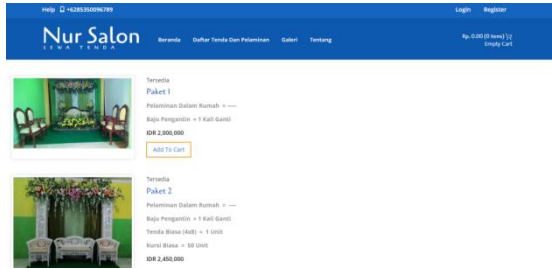 Help +6285350096789
Login Register
Nur Salon
SEWA TENDA
Beranda Daftar Tenda Dan Pelaminan Galeri Tentang
Rp. 0.00 (0 item)
Empty Cart
Tersedia
Paket 1
Pelaminan Dalam Rumah = ----
Baju Pengantin = 1 Kali Ganti
IDR 2,000,000
Add To Cart
Tersedia
Paket 2
Pelaminan Dalam Rumah = ----
Baju Pengantin = 1 Kali Ganti
Tenda Biasa (4x6) = 1 Unit
Kursi Biasa = 50 Unit
IDR 2,450,000